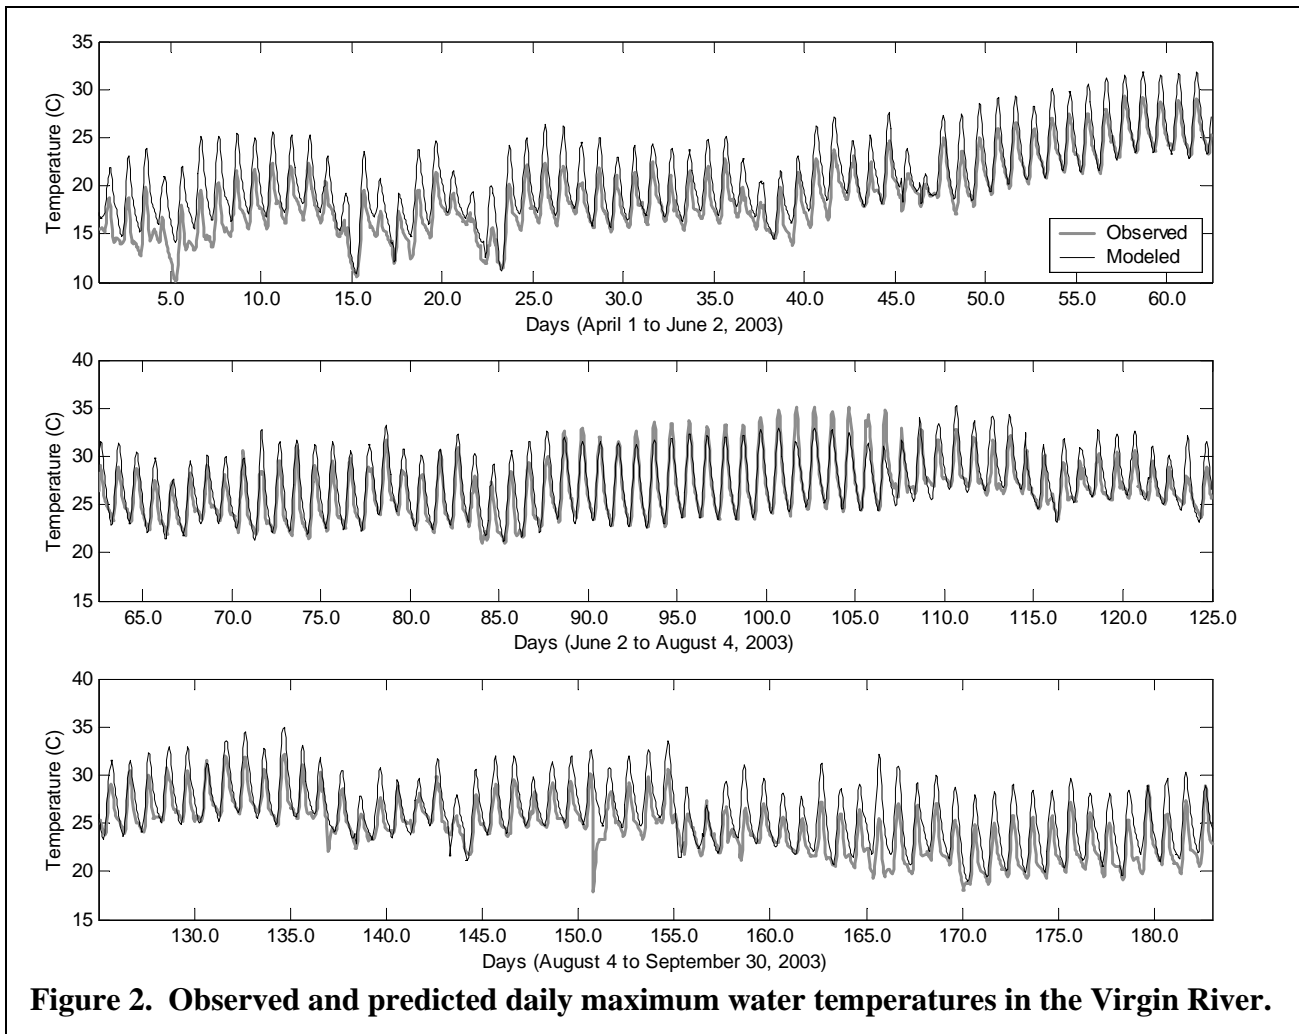 35
30
25
20
15
10
Temperature (C)
Observed
Modeled
5.0 10.0 15.0 20.0 25.0 30.0 35.0 40.0 45.0 50.0 55.0 60.0
Days (April 1 to June 2, 2003)
40
35
30
25
20
15
Temperature (C)
65.0 70.0 75.0 80.0 85.0 90.0 95.0 100.0 105.0 110.0 115.0 120.0 125.0
Days (June 2 to August 4, 2003)
40
35
30
25
20
15
Temperature (C)
130.0 135.0 140.0 145.0 150.0 155.0 160.0 165.0 170.0 175.0 180.0
Days (August 4 to September 30, 2003)
Figure 2. Observed and predicted daily maximum water temperatures in the Virgin River.